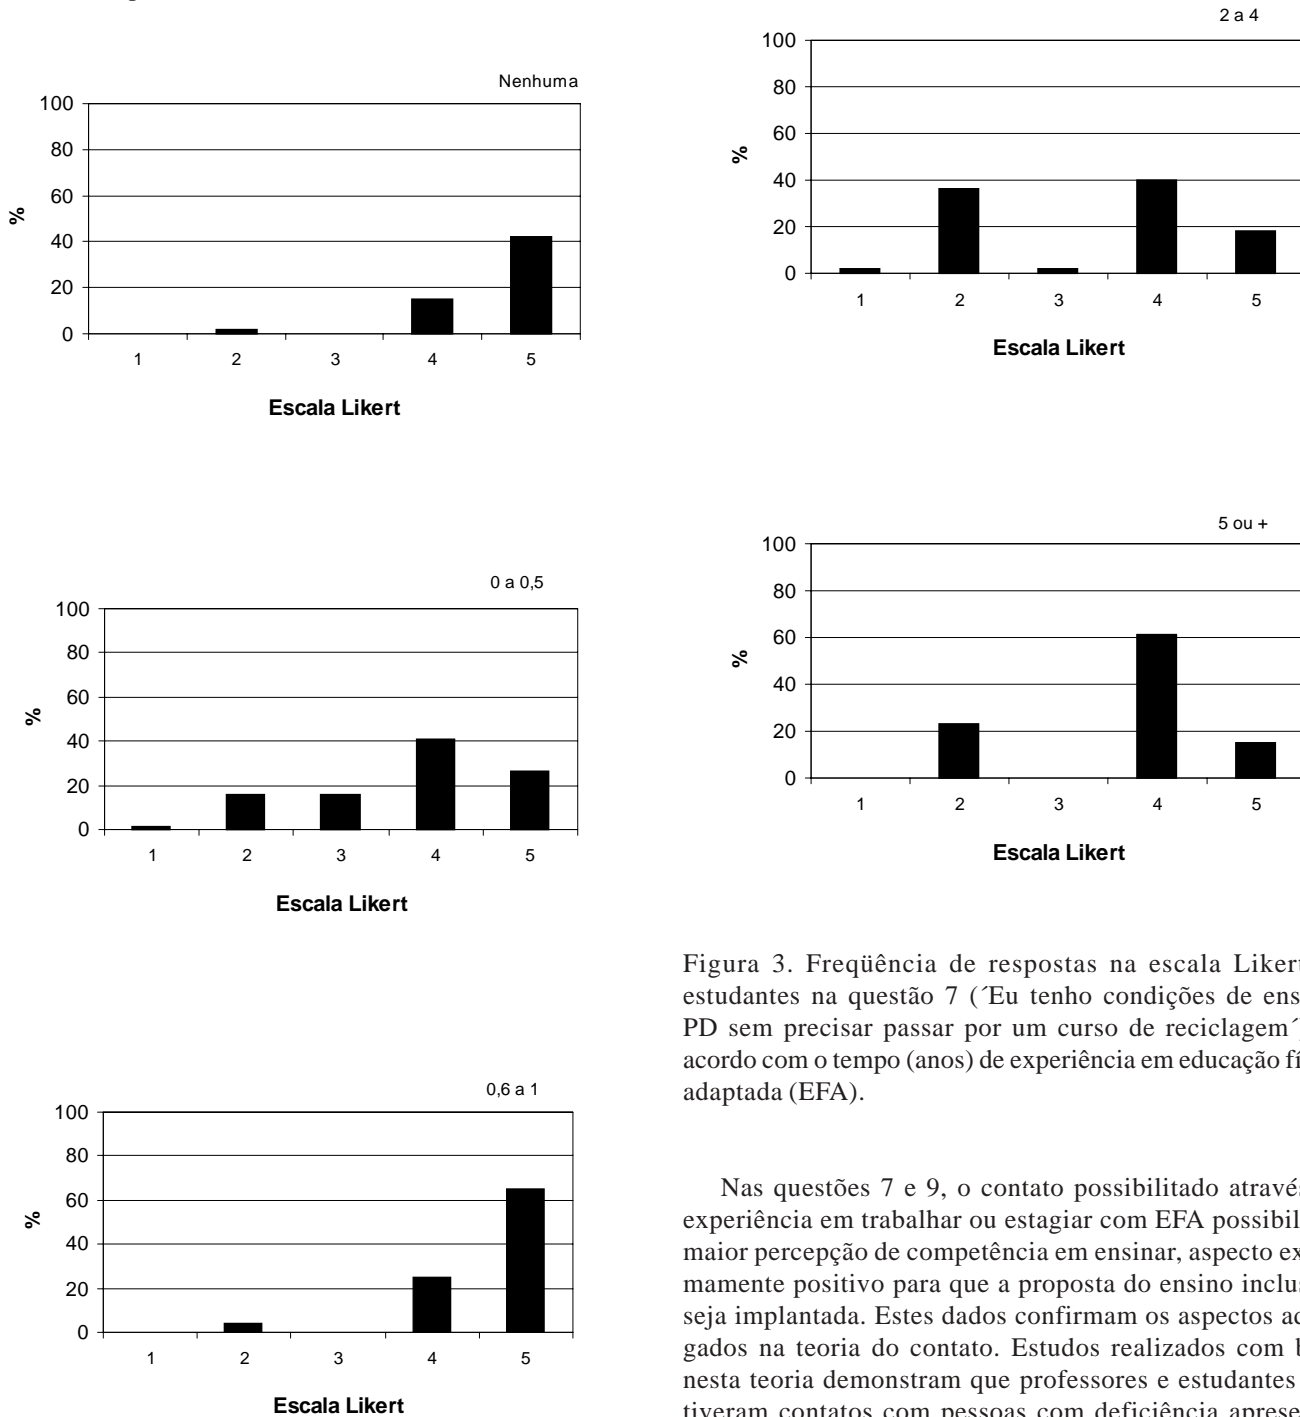 Nenhuma
100
80
60
40
20
0
%
1 2 3 4 5
Escala Likert
0 a 0,5
100
80
60
40
20
0
%
1 2 3 4 5
Escala Likert
0,6 a 1
100
80
60
40
20
0
%
1 2 3 4 5
Escala Likert
2 a 4
100
80
60
40
20
0
%
1 2 3 4 5
Escala Likert
5 ou +
100
80
60
40
20
0
%
1 2 3 4 5
Escala Likert
Figura 3. Freqüência de respostas na escala Likert
estudantes na questão 7 (´Eu tenho condições de ens
PD sem precisar passar por um curso de reciclagem´
acordo com o tempo (anos) de experiência em educação fí
adaptada (EFA).
Nas questões 7 e 9, o contato possibilitado através
experiência em trabalhar ou estagiar com EFA possibil
maior percepção de competência em ensinar, aspecto ex
mamente positivo para que a proposta do ensino inclus
seja implantada. Estes dados confirmam os aspectos ad
gados na teoria do contato. Estudos realizados com b
nesta teoria demonstram que professores e estudantes
tiveram contatos com pessoas com deficiência aprese